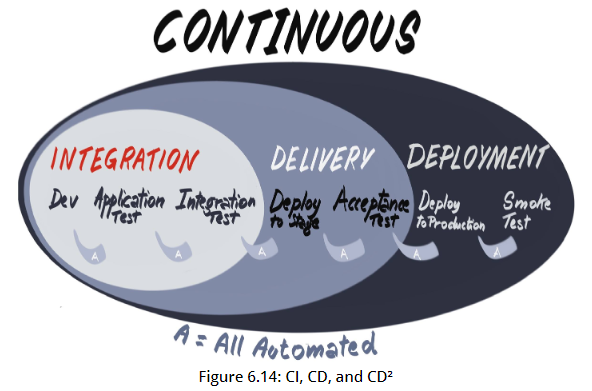 CONTINUOUS
INTEGRATION DELIVERY DEPLOYMENT
Dev Application Test Integration Test Deploy to Stage Acceptance Test Deploy to Production Smoke Test
A A A A A A
A = All Automated
Figure 6.14: CI, CD, and CD²